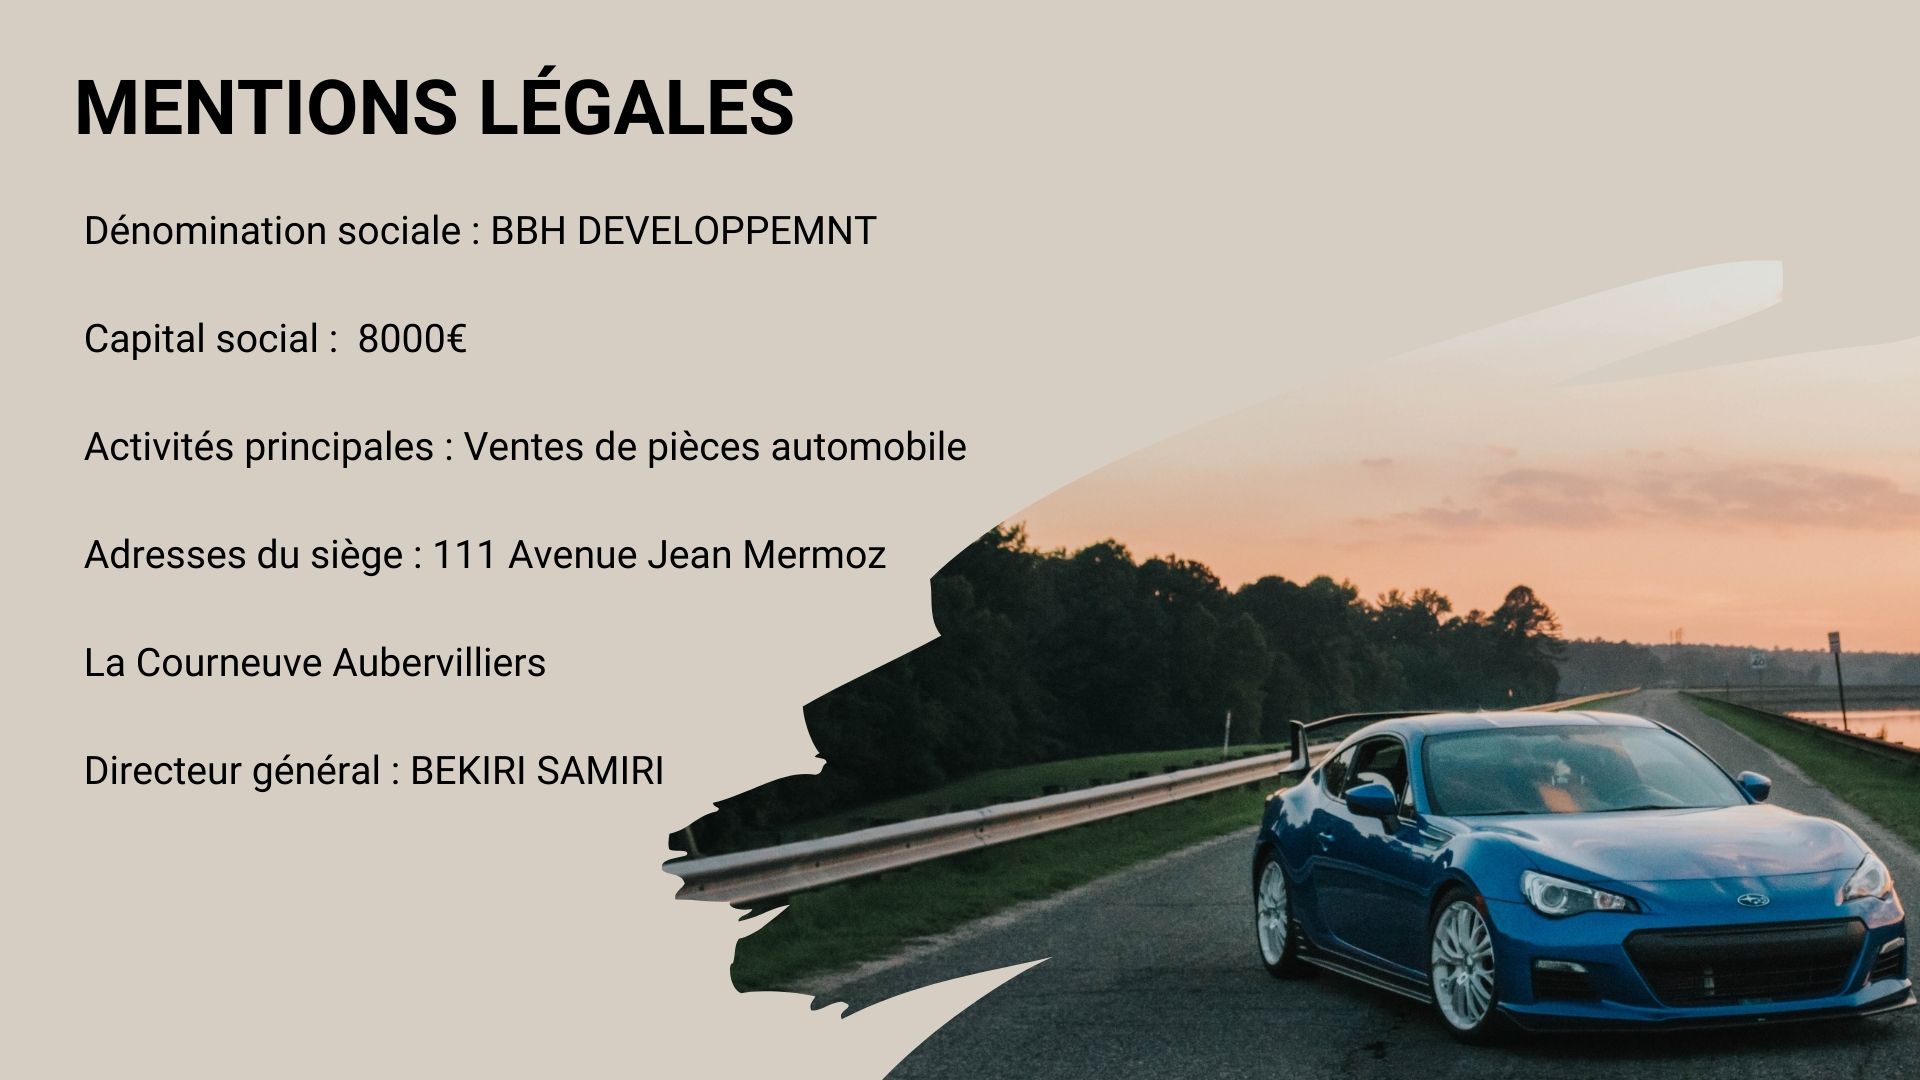 MENTIONS LÉGALES
Dénomination sociale : BBH DEVELOPPEMNT
Capital social :  8000€
Activités principales : Ventes de pièces automobile
Adresses du siège : 111 Avenue Jean Mermoz
La Courneuve Aubervilliers
Directeur général : BEKIRI SAMIRI